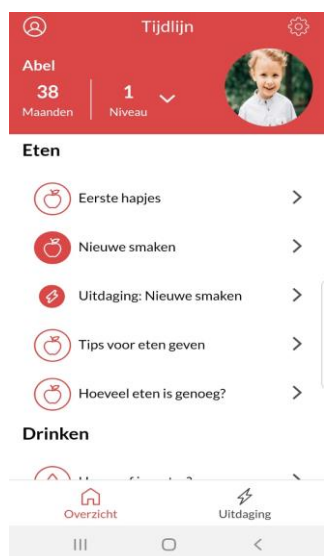 Tijdlijn
Abel
38
Maanden
1
Niveau
Eten
Eerste hapjes
Nieuwe smaken
Uitdaging: Nieuwe smaken
Tips voor eten geven
Hoeveel eten is genoeg?
Drinken
Overzicht
Uitdaging